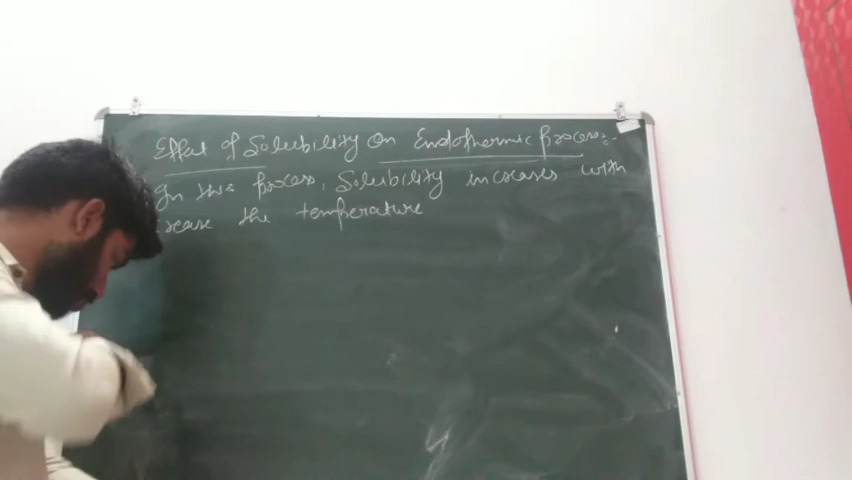 Effect of Solubility On Endothermic Process:-
In this process, Solubility increases with
crease the temperature